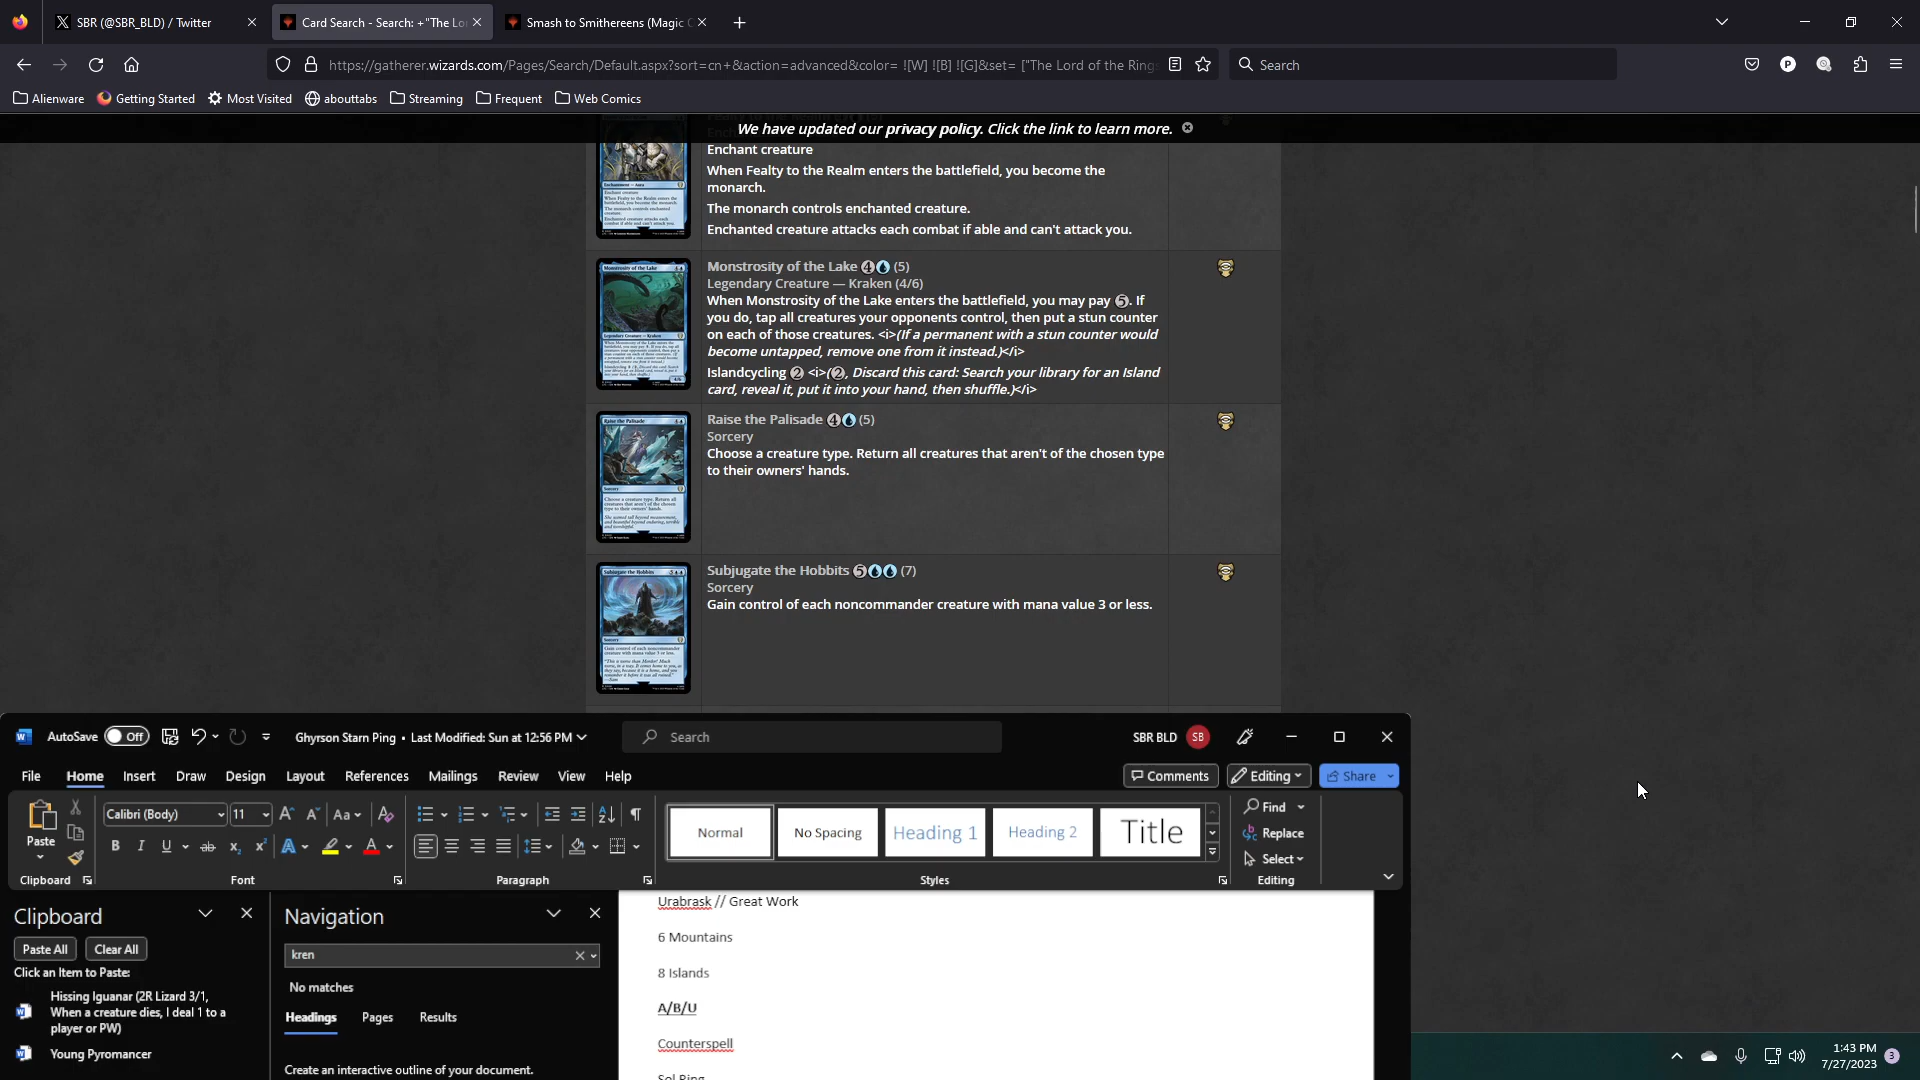 SBR (@SBR_BLD) / Twitter
Card Search - Search: +"The Lo
Smash to Smithereens (Magic C
https://gatherer.wizards.com/Pages/Search/Default.aspx?sort=cn+&action=advanced&color= ![W] ![B] ![G]&set= ["The Lord of the Rings
Search
Alienware
Getting Started
Most Visited
abouttabs
Streaming
Frequent
Web Comics
We have updated our privacy policy. Click the link to learn more.
Enchant creature
When Fealty to the Realm enters the battlefield, you become the
monarch.
The monarch controls enchanted creature.
Enchanted creature attacks each combat if able and can't attack you.
Monstrosity of the Lake 4 (5)
Legendary Creature — Kraken (4/6)
When Monstrosity of the Lake enters the battlefield, you may pay 5. If
you do, tap all creatures your opponents control, then put a stun counter
on each of those creatures. <i>(If a permanent with a stun counter would
become untapped, remove one from it instead.)</i>
Islandcycling 2 <i>(2, Discard this card: Search your library for an Island
card, reveal it, put it into your hand, then shuffle.)</i>
Raise the Palisade 4 (5)
Sorcery
Choose a creature type. Return all creatures that aren't of the chosen type
to their owners' hands.
Subjugate the Hobbits 5 (7)
Sorcery
Gain control of each noncommander creature with mana value 3 or less.
AutoSave Off
Ghyrson Starn Ping • Last Modified: Sun at 12:56 PM
Search
SBR BLD SB
File Home Insert Draw Design Layout References Mailings Review View Help
Comments Editing Share
Paste
Clipboard
Calibri (Body) 11
Font
Paragraph
Normal
No Spacing
Heading 1
Heading 2
Title
Styles
Find
Replace
Select
Editing
Clipboard
Paste All Clear All
Click an Item to Paste:
Hissing Iguanar (2R Lizard 3/1,
When a creature dies, I deal 1 to a
player or PW)
Young Pyromancer
Navigation
kren
No matches
Headings Pages Results
Create an interactive outline of your document.
Urabrask // Great Work
6 Mountains
8 Islands
A/B/U
Counterspell
Sol Ring
1:43 PM
7/27/2023
3